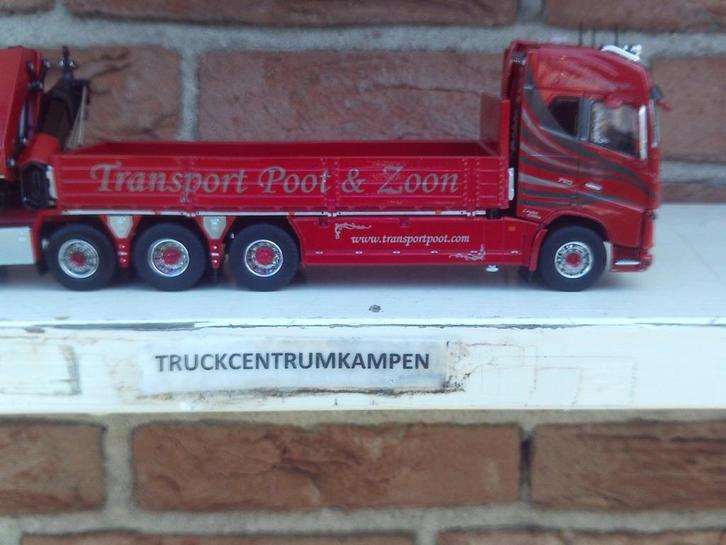 Transport Poot & Zoon
www.transportpoot.com
TRUCKCENTRUMKAMPEN